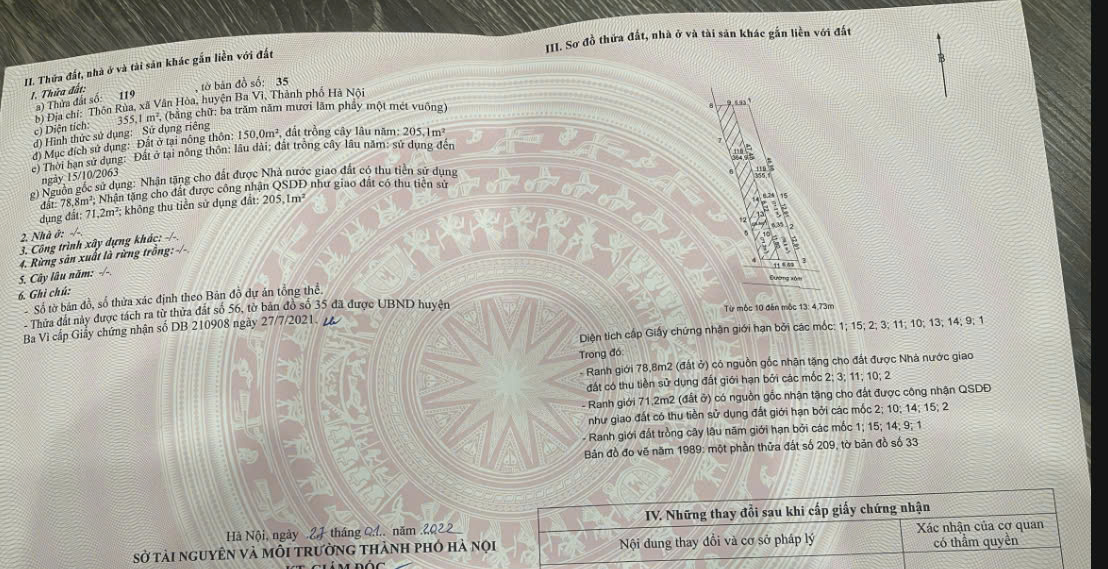 II. Thửa đất, nhà ở và tài sản khác gắn liền với đất
1. Thửa đất:
a) Thửa đất số: 119 , tờ bản đồ số: 35
b) Địa chỉ: Thôn Rùa, xã Vân Hòa, huyện Ba Vì, Thành phố Hà Nội
c) Diện tích: 355,1 m², (bằng chữ: ba trăm năm mươi lăm phẩy một mét vuông)
d) Hình thức sử dụng: Sử dụng riêng
đ) Mục đích sử dụng: Đất ở tại nông thôn: 150,0m², đất trồng cây lâu năm: 205,1m²
e) Thời hạn sử dụng: Đất ở tại nông thôn: lâu dài; đất trồng cây lâu năm: sử dụng đến
ngày 15/10/2063
g) Nguồn gốc sử dụng: Nhận tặng cho đất được Nhà nước giao đất có thu tiền sử dụng
đất: 78,8m²; Nhận tặng cho đất được công nhận QSDĐ như giao đất có thu tiền sử
dụng đất: 71,2m²; không thu tiền sử dụng đất: 205,1m²
2. Nhà ở: -/-.
3. Công trình xây dựng khác: -/-.
4. Rừng sản xuất là rừng trồng: -/-.
5. Cây lâu năm: -/-.
6. Ghi chú:
- Số tờ bản đồ, số thửa xác định theo Bản đồ dự án tổng thể.
- Thửa đất này được tách ra từ thửa đất số 56, tờ bản đồ số 35 đã được UBND huyện
Ba Vì cấp Giấy chứng nhận số DB 210908 ngày 27/7/2021.
Hà Nội, ngày 27 tháng 01 năm 2022
SỞ TÀI NGUYÊN VÀ MÔI TRƯỜNG THÀNH PHỐ HÀ NỘI
KT. GIÁM ĐỐC
III. Sơ đồ thửa đất, nhà ở và tài sản khác gắn liền với đất
B
Đường xóm
Từ mốc 10 đến mốc 13: 4,73m
Diện tích cấp Giấy chứng nhận giới hạn bởi các mốc: 1; 15; 2; 3; 11; 10; 13; 14; 9; 1
Trong đó:
- Ranh giới 78,8m2 (đất ở) có nguồn gốc nhận tặng cho đất được Nhà nước giao
đất có thu tiền sử dụng đất giới hạn bởi các mốc 2; 3; 11; 10; 2
- Ranh giới 71,2m2 (đất ở) có nguồn gốc nhận tặng cho đất được công nhận QSDĐ
như giao đất có thu tiền sử dụng đất giới hạn bởi các mốc 2; 10; 14; 15; 2
- Ranh giới đất trồng cây lâu năm giới hạn bởi các mốc 1; 15; 14; 9; 1
Bản đồ đo vẽ năm 1989: một phần thửa đất số 209, tờ bản đồ số 33
IV. Những thay đổi sau khi cấp giấy chứng nhận
Nội dung thay đổi và cơ sở pháp lý
Xác nhận của cơ quan
có thẩm quyền